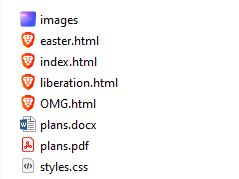 images
easter.html
index.html
liberation.html
OMG.html
plans.docx
plans.pdf
styles.css